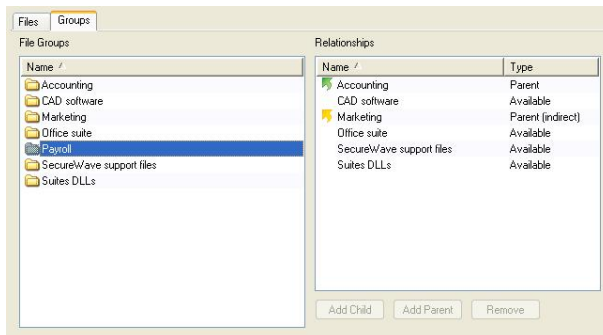 Files Groups
File Groups
Name
Accounting
CAD software
Marketing
Office suite
Payroll
SecureWave support files
Suites DLLs
Relationships
Name Type
Accounting Parent
CAD software Available
Marketing Parent (indirect)
Office suite Available
SecureWave support files Available
Suites DLLs Available
Add Child Add Parent Remove